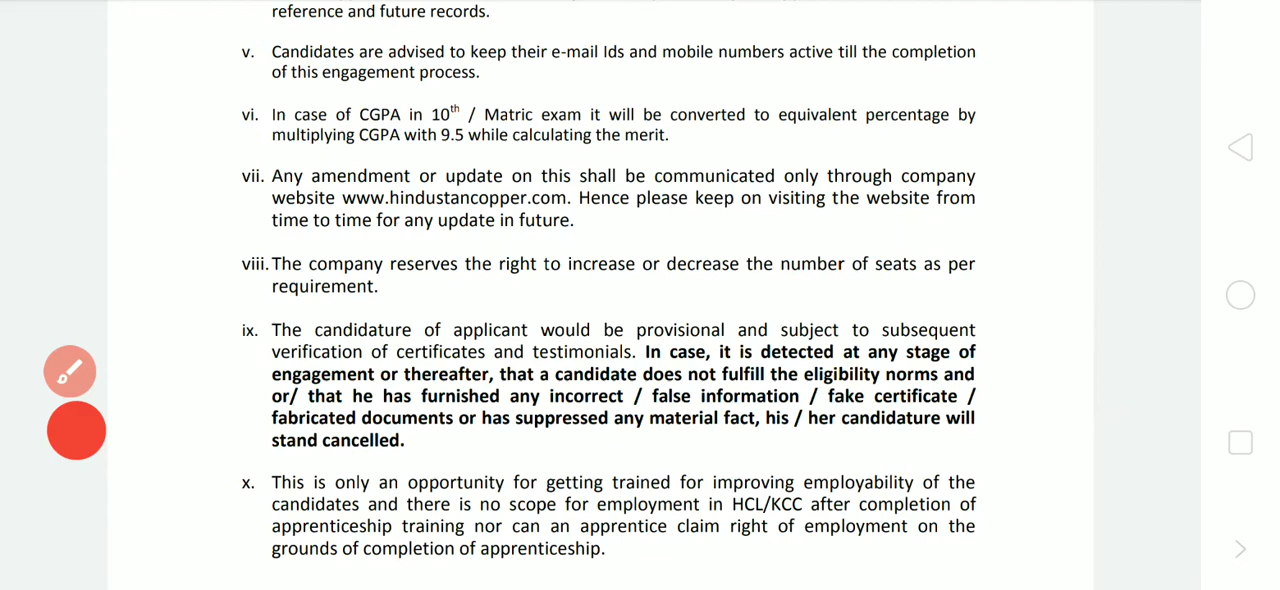 reference and future records.
v. Candidates are advised to keep their e-mail Ids and mobile numbers active till the completion
of this engagement process.
vi. In case of CGPA in 10th / Matric exam it will be converted to equivalent percentage by
multiplying CGPA with 9.5 while calculating the merit.
vii. Any amendment or update on this shall be communicated only through company
website www.hindustancopper.com. Hence please keep on visiting the website from
time to time for any update in future.
viii. The company reserves the right to increase or decrease the number of seats as per
requirement.
ix. The candidature of applicant would be provisional and subject to subsequent
verification of certificates and testimonials. In case, it is detected at any stage of
engagement or thereafter, that a candidate does not fulfill the eligibility norms and
or/ that he has furnished any incorrect / false information / fake certificate /
fabricated documents or has suppressed any material fact, his / her candidature will
stand cancelled.
x. This is only an opportunity for getting trained for improving employability of the
candidates and there is no scope for employment in HCL/KCC after completion of
apprenticeship training nor can an apprentice claim right of employment on the
grounds of completion of apprenticeship.